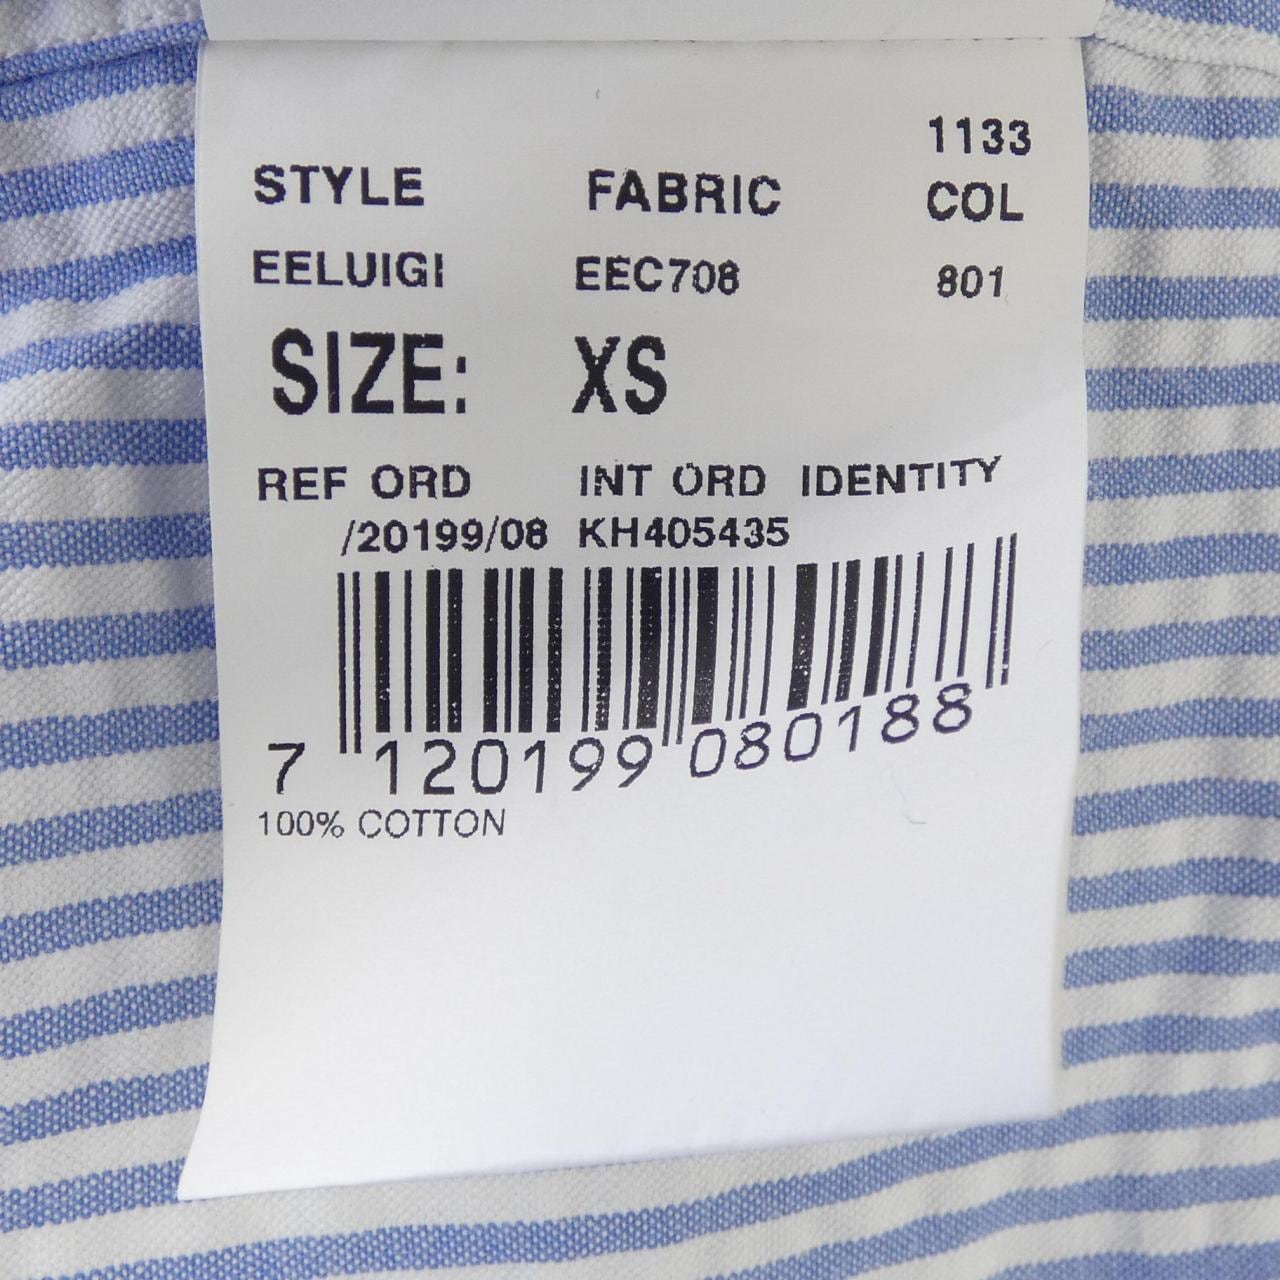 1133
STYLE FABRIC COL
EELUIGI EEC708 801
SIZE: XS
REF ORD INT ORD IDENTITY
/20199/08 KH405435
7 120199 080188
100% COTTON